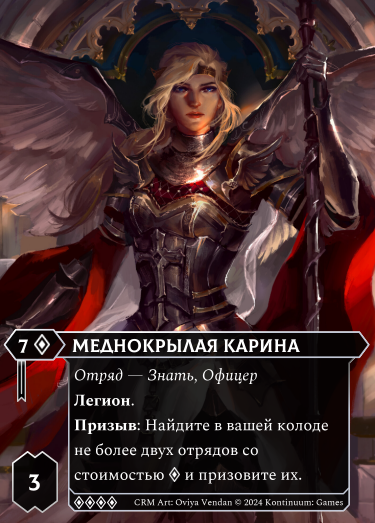 7 МЕДНОКРЫЛАЯ КАРИНА
Отряд — Знать, Офицер
Легион.
Призыв: Найдите в вашей колоде
не более двух отрядов со
стоимостью и призовите их.
3
CRM Art: Oviya Vendan © 2024 Kontinuum: Games